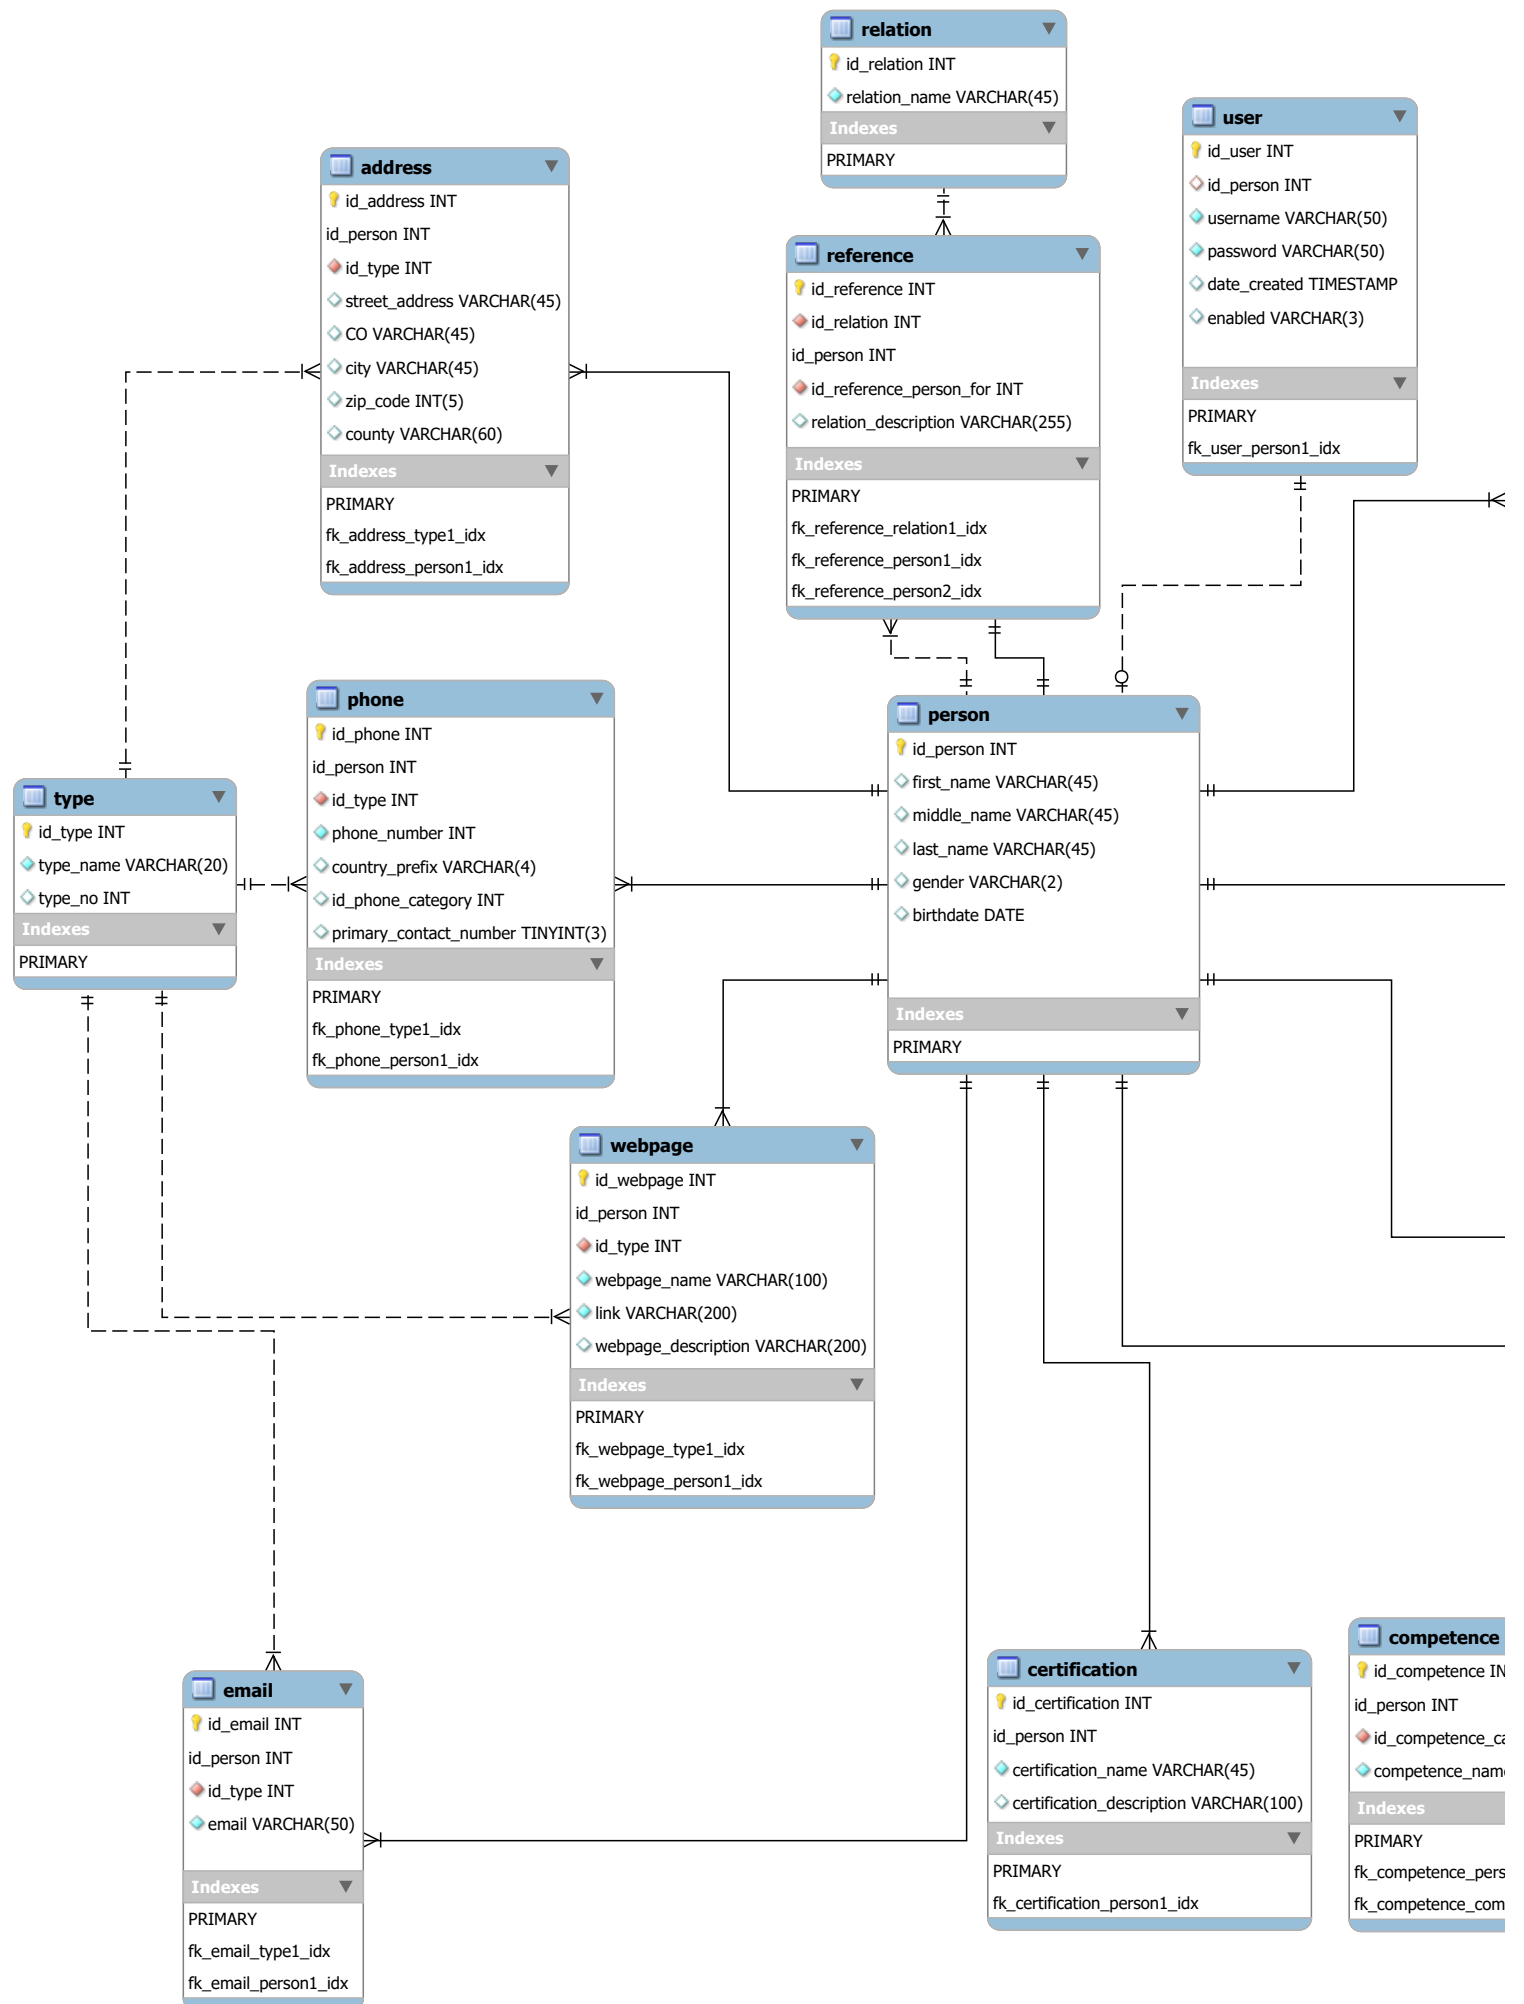 relation
id_relation INT
relation_name VARCHAR(45)
Indexes
PRIMARY
user
id_user INT
id_person INT
username VARCHAR(50)
password VARCHAR(50)
date_created TIMESTAMP
enabled VARCHAR(3)
Indexes
PRIMARY
fk_user_person1_idx
address
id_address INT
id_person INT
id_type INT
street_address VARCHAR(45)
CO VARCHAR(45)
city VARCHAR(45)
zip_code INT(5)
county VARCHAR(60)
Indexes
PRIMARY
fk_address_type1_idx
fk_address_person1_idx
reference
id_reference INT
id_relation INT
id_person INT
id_reference_person_for INT
relation_description VARCHAR(255)
Indexes
PRIMARY
fk_reference_relation1_idx
fk_reference_person1_idx
fk_reference_person2_idx
phone
id_phone INT
id_person INT
id_type INT
phone_number INT
country_prefix VARCHAR(4)
id_phone_category INT
primary_contact_number TINYINT(3)
Indexes
PRIMARY
fk_phone_type1_idx
fk_phone_person1_idx
person
id_person INT
first_name VARCHAR(45)
middle_name VARCHAR(45)
last_name VARCHAR(45)
gender VARCHAR(2)
birthdate DATE
Indexes
PRIMARY
type
id_type INT
type_name VARCHAR(20)
type_no INT
Indexes
PRIMARY
webpage
id_webpage INT
id_person INT
id_type INT
webpage_name VARCHAR(100)
link VARCHAR(200)
webpage_description VARCHAR(200)
Indexes
PRIMARY
fk_webpage_type1_idx
fk_webpage_person1_idx
email
id_email INT
id_person INT
id_type INT
email VARCHAR(50)
Indexes
PRIMARY
fk_email_type1_idx
fk_email_person1_idx
certification
id_certification INT
id_person INT
certification_name VARCHAR(45)
certification_description VARCHAR(100)
Indexes
PRIMARY
fk_certification_person1_idx
competence
id_competence IN
id_person INT
id_competence_ca
competence_name
Indexes
PRIMARY
fk_competence_pers
fk_competence_com